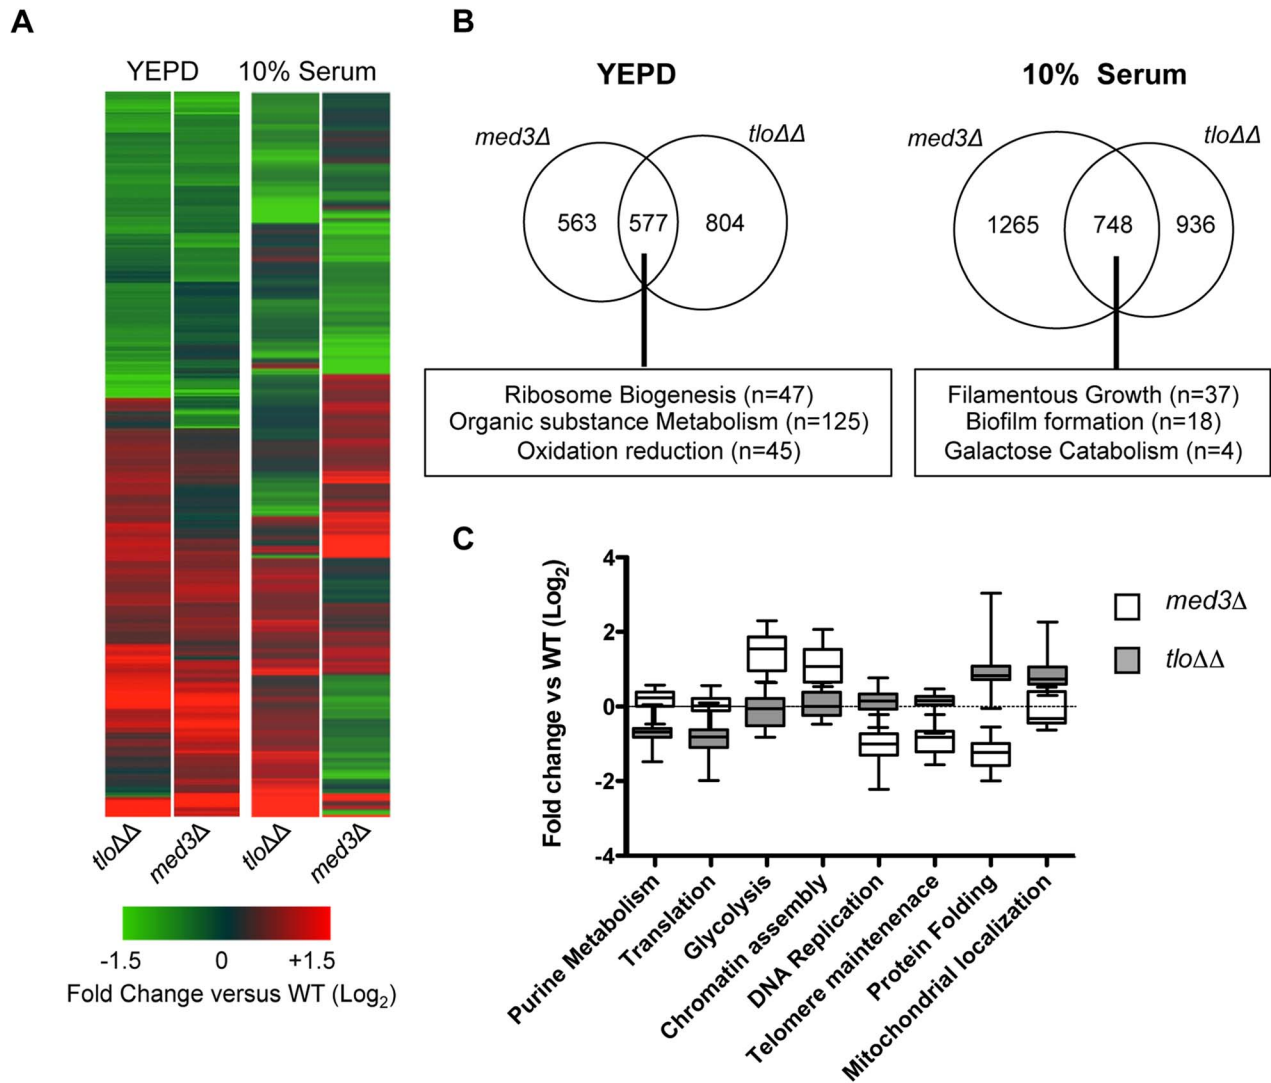 A
YEPD 10% Serum
tloΔΔ
med3Δ
tloΔΔ
med3Δ
-1.5 0 +1.5
Fold Change versus WT (Log2)
B
YEPD
med3Δ
tloΔΔ
563 577 804
Ribosome Biogenesis (n=47)
Organic substance Metabolism (n=125)
Oxidation reduction (n=45)
10% Serum
med3Δ
tloΔΔ
1265 748 936
Filamentous Growth (n=37)
Biofilm formation (n=18)
Galactose Catabolism (n=4)
C
Fold change vs WT (Log2)
4
2
0
-2
-4
Purine Metabolism
Translation
Glycolysis
Chromatin assembly
DNA Replication
Telomere maintenenace
Protein Folding
Mitochondrial localization
med3Δ
tloΔΔ